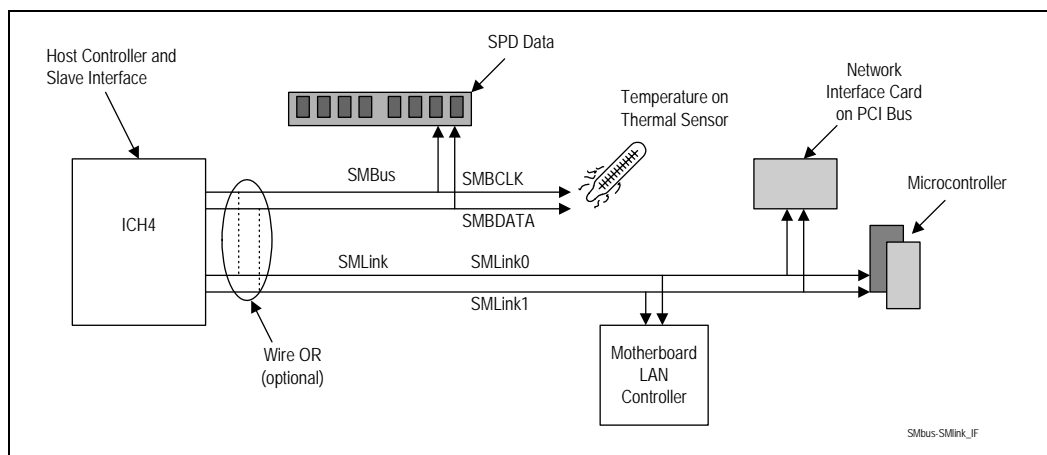 Host Controller and
Slave Interface
SPD Data
Temperature on
Thermal Sensor
Network
Interface Card
on PCI Bus
Microcontroller
ICH4
SMBus
SMBCLK
SMBDATA
SMLink
SMLink0
SMLink1
Wire OR
(optional)
Motherboard
LAN
Controller
SMbus-SMlink_IF